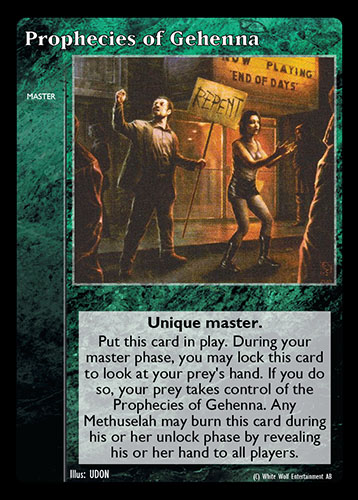 Prophecies of Gehenna
NOW PLAYING
"END OF DAYS"
REPENT
MASTER
Unique master.
Put this card in play. During your
master phase, you may lock this card
to look at your prey's hand. If you do
so, your prey takes control of the
Prophecies of Gehenna. Any
Methuselah may burn this card during
his or her unlock phase by revealing
his or her hand to all players.
Illus: UDON
(C) White Wolf Entertainment AB